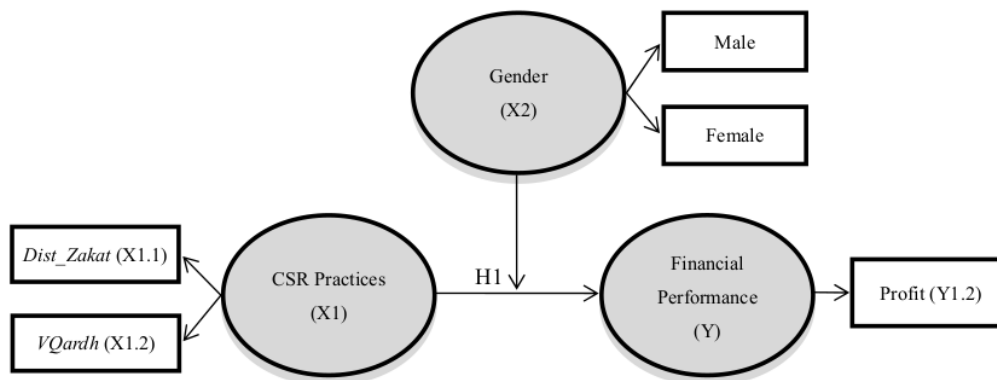 Gender
(X2)
Male
Female
Dist_Zakat (X1.1)
VQardh (X1.2)
CSR Practices
(X1)
H1
Financial
Performance
(Y)
Profit (Y1.2)